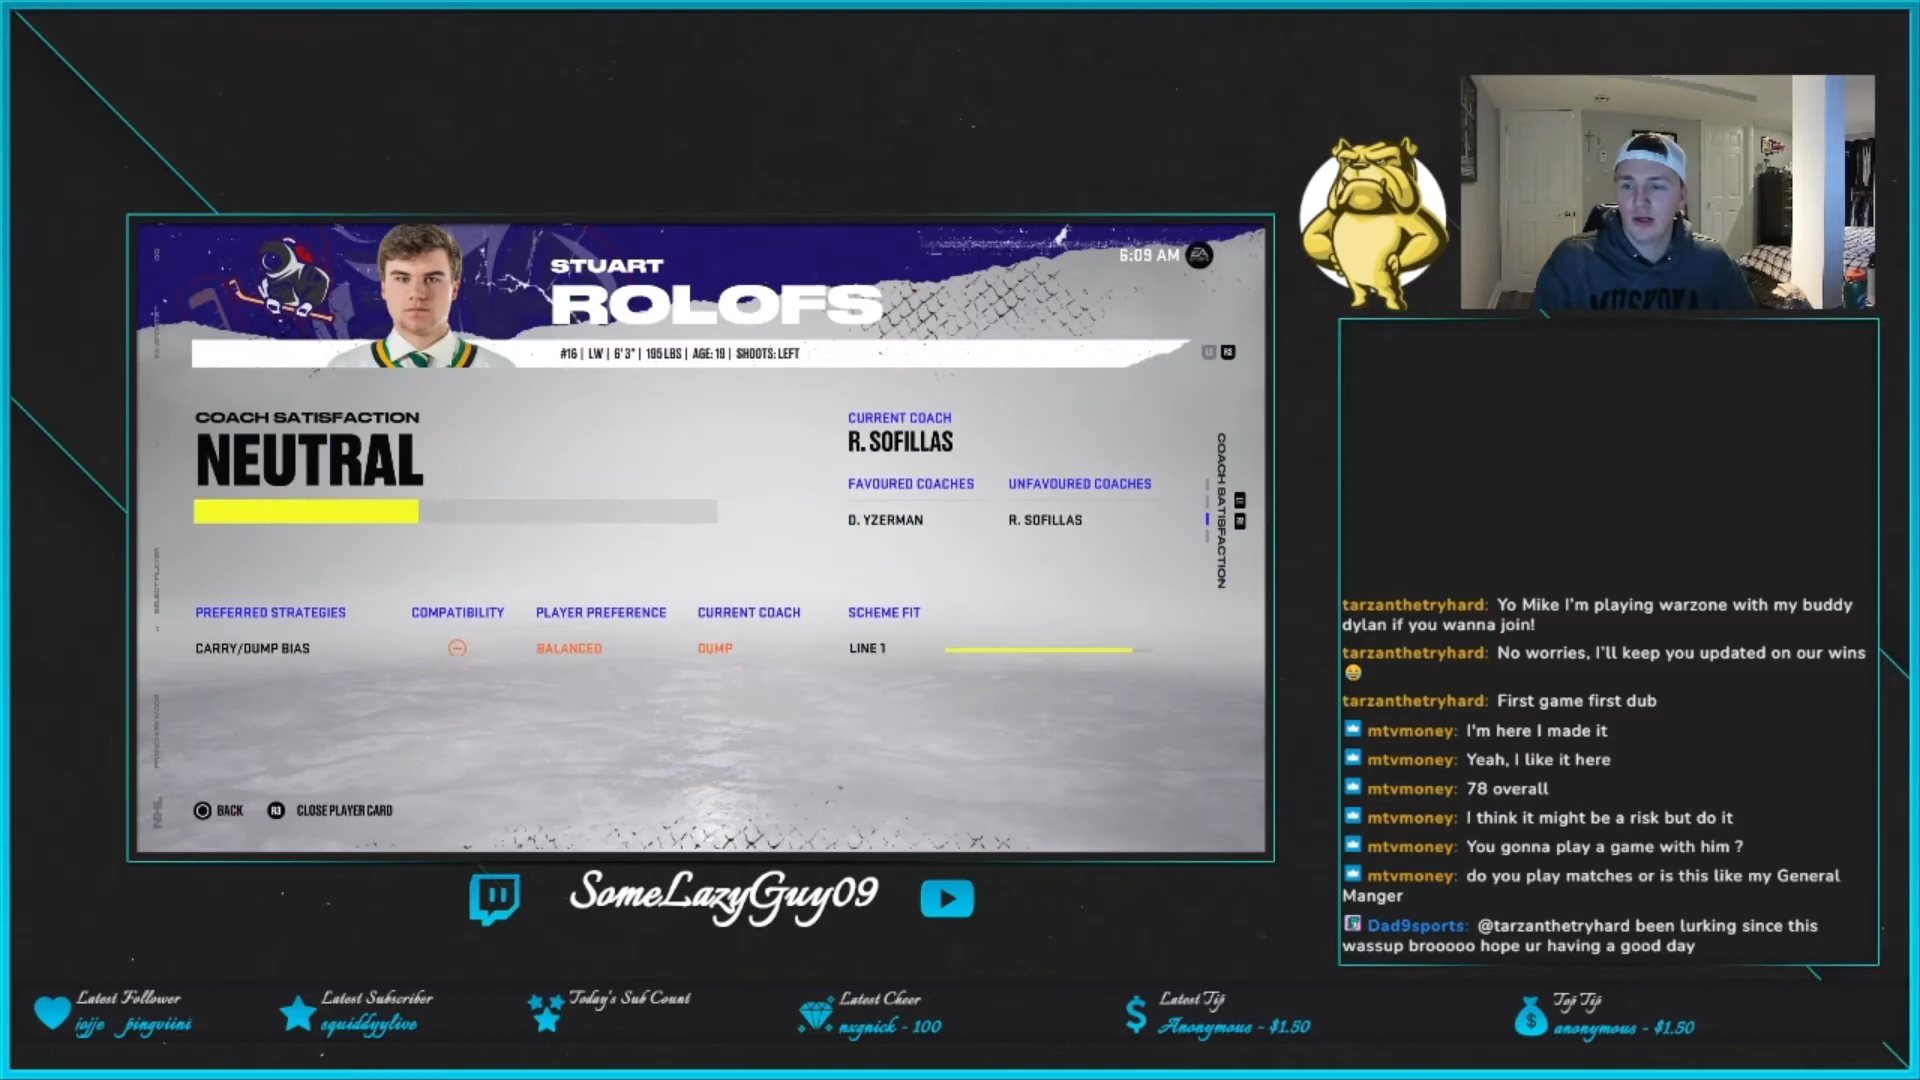 STUART
ROLOFS
6:09 AM
#16 | LW | 6' 3" | 195 LBS | AGE: 19 | SHOOTS: LEFT
L1 R3
COACH SATISFACTION
NEUTRAL
CURRENT COACH
R. SOFILLAS
FAVOURED COACHES UNFAVOURED COACHES
D. YZERMAN R. SOFILLAS
COACH SATISFACTION
PREFERRED STRATEGIES COMPATIBILITY PLAYER PREFERENCE CURRENT COACH SCHEME FIT
CARRY/DUMP BIAS BALANCED DUMP LINE 1
SELECT PLAYER
NHL
BACK R3 CLOSE PLAYER CARD
SomeLazyGuy09
MUSKOKA
tarzanthetryhard: Yo Mike I'm playing warzone with my buddy
dylan if you wanna join!
tarzanthetryhard: No worries, I'll keep you updated on our wins
😄
tarzanthetryhard: First game first dub
mtvmoney: I'm here I made it
mtvmoney: Yeah, I like it here
mtvmoney: 78 overall
mtvmoney: I think it might be a risk but do it
mtvmoney: You gonna play a game with him ?
mtvmoney: do you play matches or is this like my General
Manger
Dad9sports: @tarzanthetryhard been lurking since this
wassup brooooo hope ur having a good day
Latest Follower
iojje_pingviini
Latest Subscriber
squiddyylive
Today's Sub Count
Latest Cheer
nxgnick - 100
Latest Tip
Anonymous - $1.50
Top Tip
anonymous - $1.50